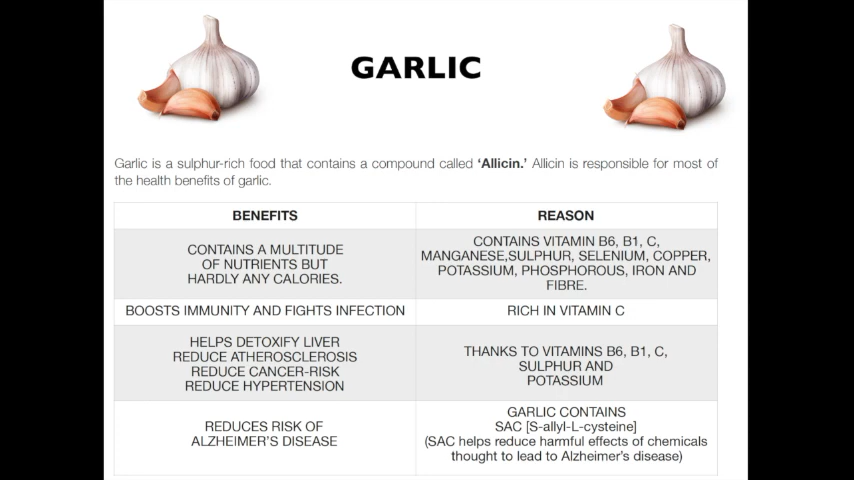 GARLIC
Garlic is a sulphur-rich food that contains a compound called ‘Allicin.’ Allicin is responsible for most of
the health benefits of garlic.
BENEFITS
REASON
CONTAINS A MULTITUDE
OF NUTRIENTS BUT
HARDLY ANY CALORIES.
CONTAINS VITAMIN B6, B1, C,
MANGANESE,SULPHUR, SELENIUM, COPPER,
POTASSIUM, PHOSPHOROUS, IRON AND
FIBRE.
BOOSTS IMMUNITY AND FIGHTS INFECTION
RICH IN VITAMIN C
HELPS DETOXIFY LIVER
REDUCE ATHEROSCLEROSIS
REDUCE CANCER-RISK
REDUCE HYPERTENSION
THANKS TO VITAMINS B6, B1, C,
SULPHUR AND
POTASSIUM
REDUCES RISK OF
ALZHEIMER’S DISEASE
GARLIC CONTAINS
SAC [S-allyl-L-cysteine]
(SAC helps reduce harmful effects of chemicals
thought to lead to Alzheimer’s disease)